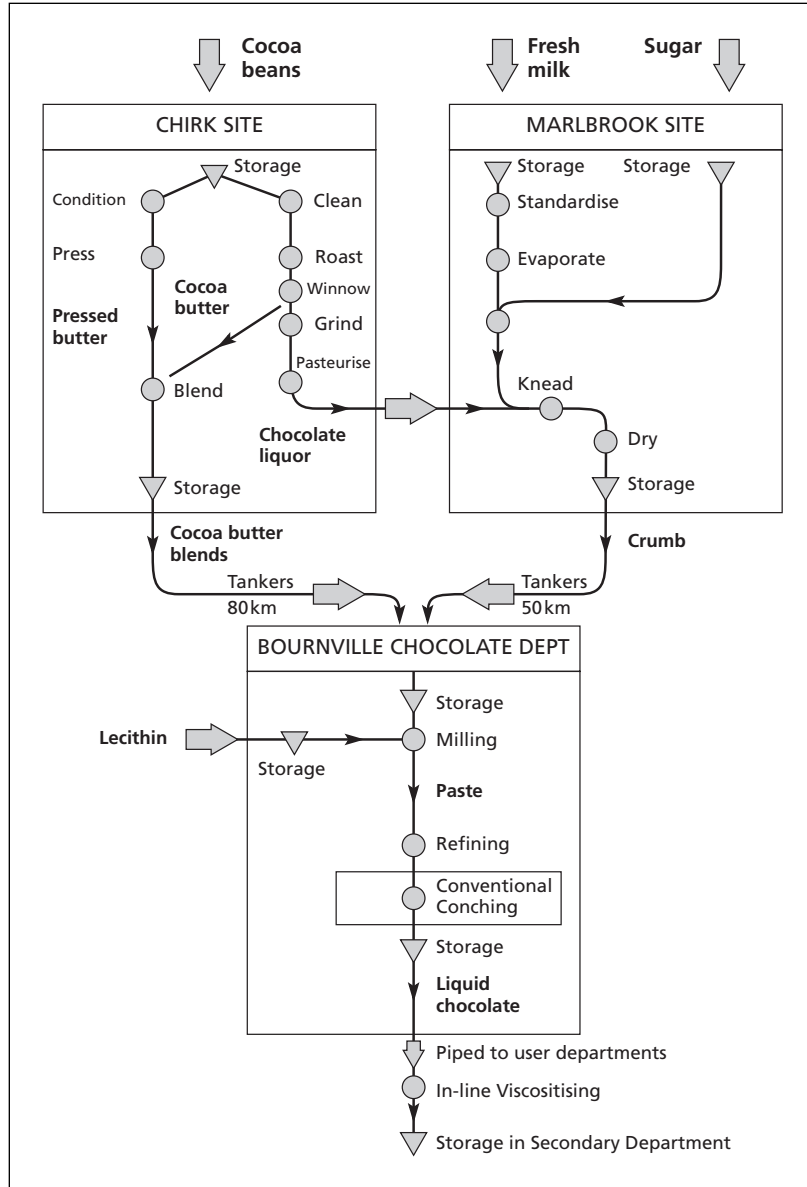 Cocoa
beans
Fresh
milk
Sugar
CHIRK SITE
Storage
Condition
Clean
Press
Roast
Cocoa
butter
Winnow
Pressed
butter
Grind
Pasteurise
Blend
Chocolate
liquor
Storage
Cocoa butter
blends
Tankers
80km
MARLBROOK SITE
Storage
Storage
Standardise
Evaporate
Knead
Dry
Storage
Crumb
Tankers
50km
BOURNVILLE CHOCOLATE DEPT
Storage
Lecithin
Milling
Storage
Paste
Refining
Conventional
Conching
Storage
Liquid
chocolate
Piped to user departments
In-line Viscositising
Storage in Secondary Department